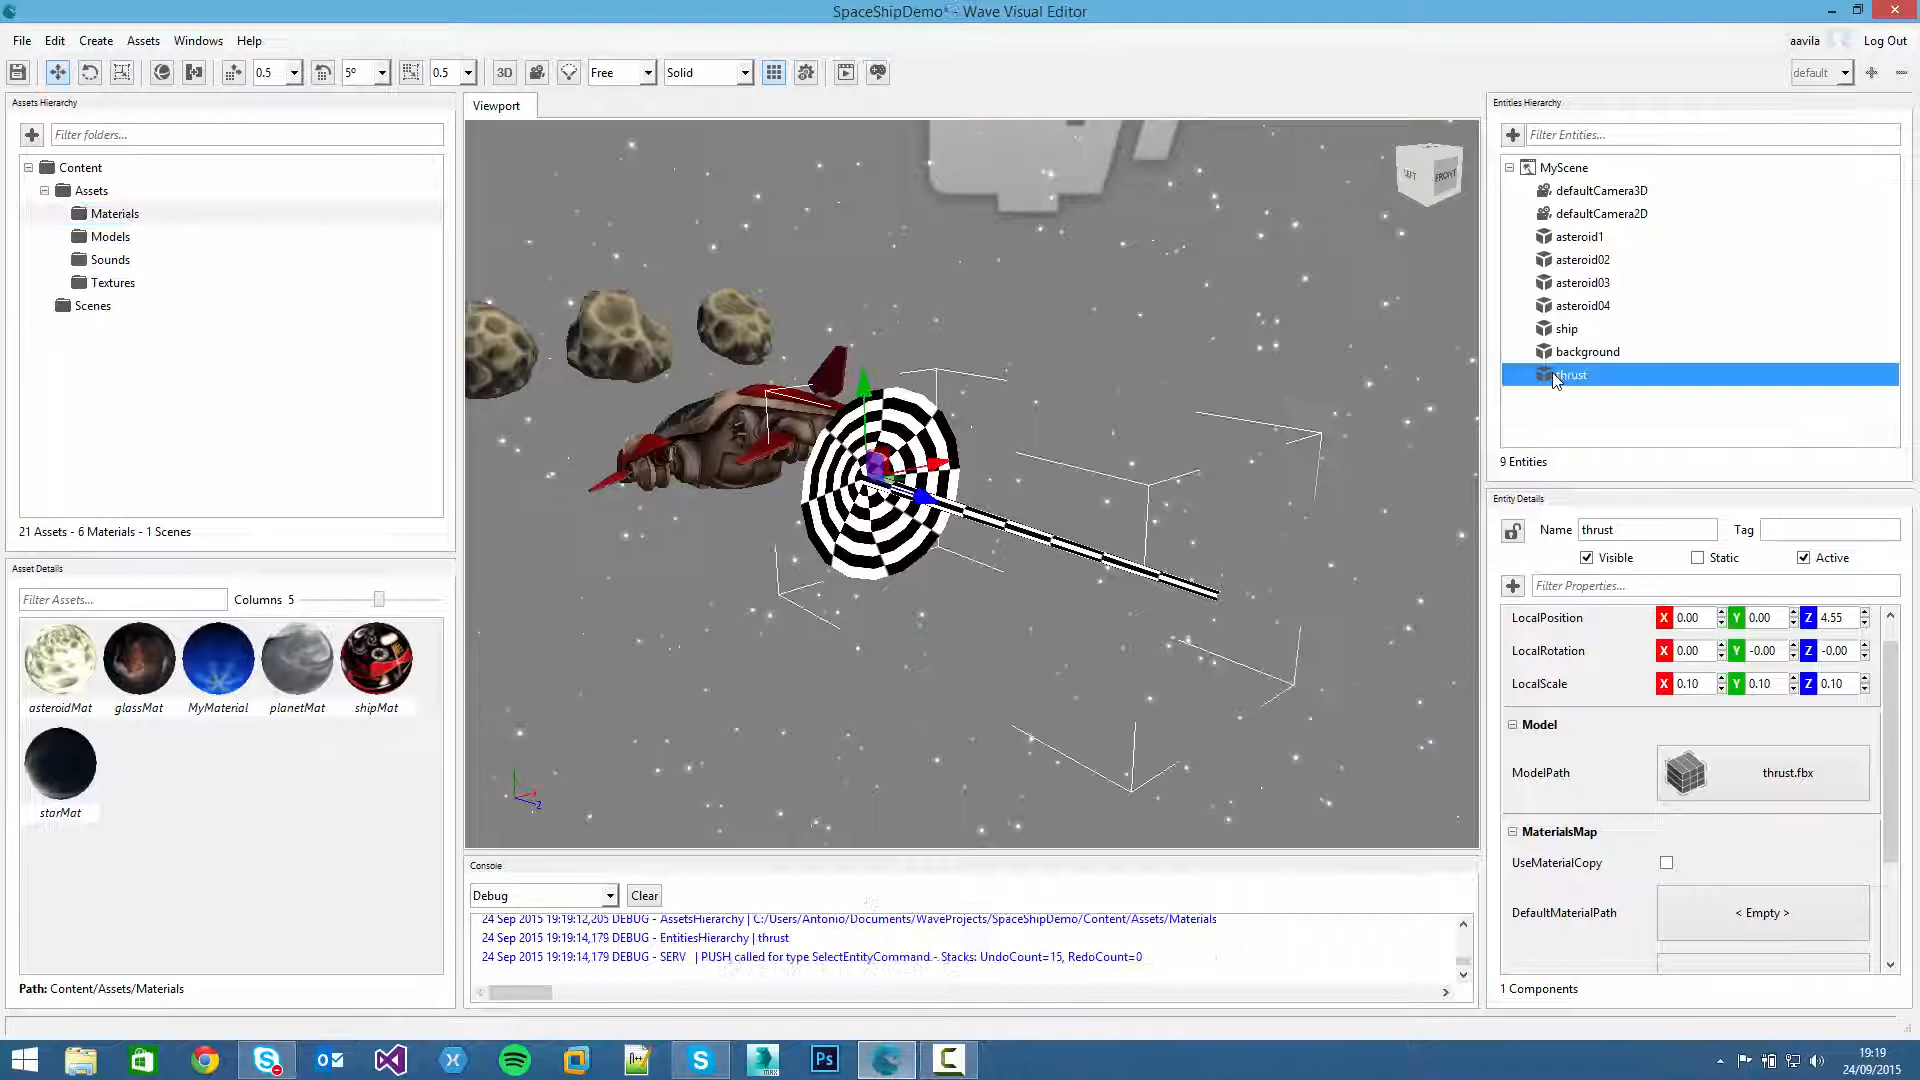 SpaceShipDemo - Wave Visual Editor
File Edit Create Assets Windows Help
aavila Log Out
0.5 5º 0.5 3D Free Solid default
Assets Hierarchy
Filter folders...
Content
Assets
Materials
Models
Sounds
Textures
Scenes
21 Assets - 6 Materials - 1 Scenes
Asset Details
Filter Assets... Columns 5
asteroidMat glassMat MyMaterial planetMat shipMat
starMat
Path: Content/Assets/Materials
Viewport
LEFT FRONT
Console
Debug Clear
24 Sep 2015 19:19:12,205 DEBUG - AssetsHierarchy | C:/Users/Antonio/Documents/WaveProjects/SpaceShipDemo/Content/Assets/Materials
24 Sep 2015 19:19:14,179 DEBUG - EntitiesHierarchy | thrust
24 Sep 2015 19:19:14,179 DEBUG - SERV | PUSH called for type SelectEntityCommand.- Stacks: UndoCount=15, RedoCount=0
Entities Hierarchy
Filter Entities...
MyScene
defaultCamera3D
defaultCamera2D
asteroid1
asteroid02
asteroid03
asteroid04
ship
background
thrust
9 Entities
Entity Details
Name thrust Tag
Visible Static Active
Filter Properties...
LocalPosition X 0.00 Y 0.00 Z 4.55
LocalRotation X 0.00 Y -0.00 Z -0.00
LocalScale X 0.10 Y 0.10 Z 0.10
Model
ModelPath thrust.fbx
MaterialsMap
UseMaterialCopy
DefaultMaterialPath < Empty >
1 Components
19:19
24/09/2015